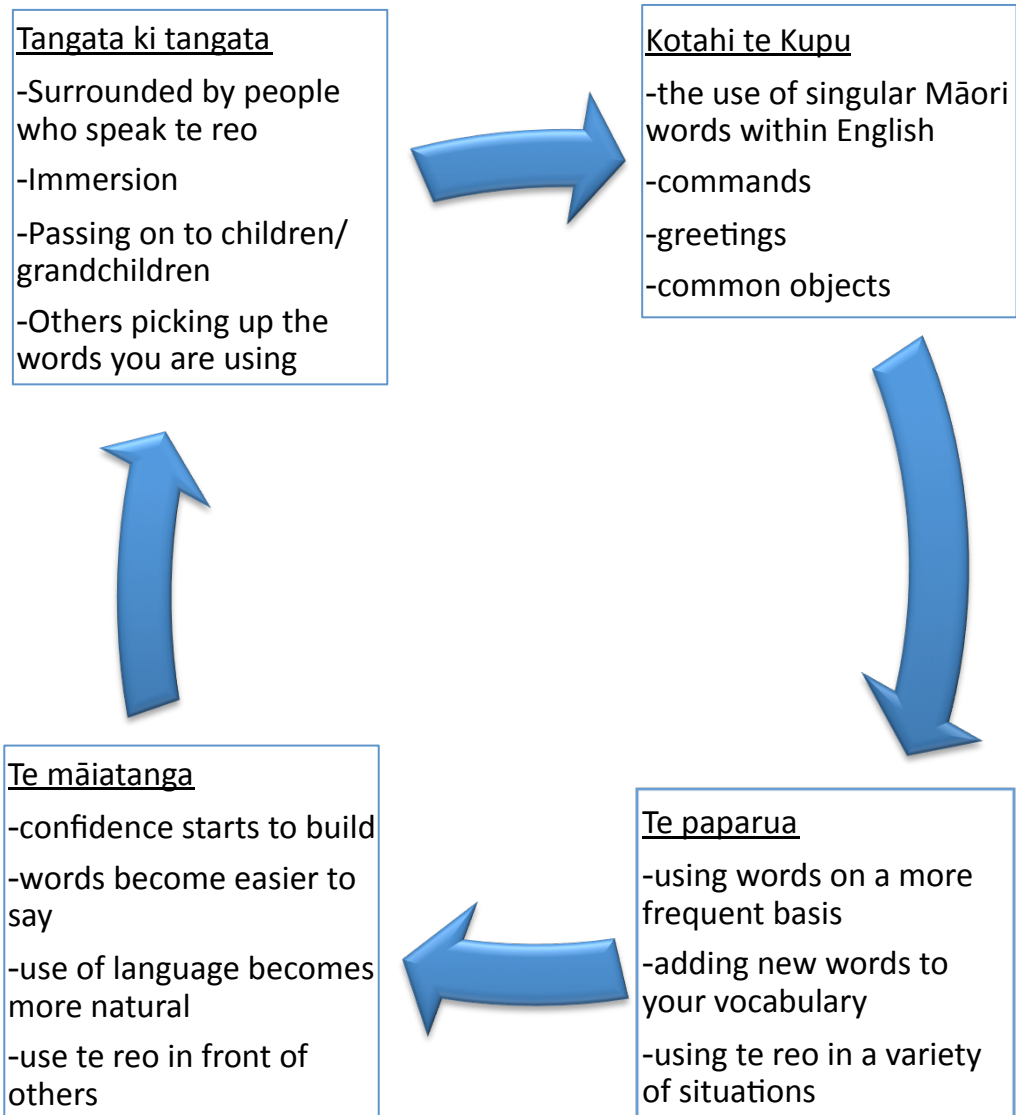 Tangata ki tangata
-Surrounded by people
who speak te reo
-Immersion
-Passing on to children/
grandchildren
-Others picking up the
words you are using
Kotahi te Kupu
-the use of singular Māori
words within English
-commands
-greetings
-common objects
Te paparua
-using words on a more
frequent basis
-adding new words to
your vocabulary
-using te reo in a variety
of situations
Te māiatanga
-confidence starts to build
-words become easier to
say
-use of language becomes
more natural
-use te reo in front of
others